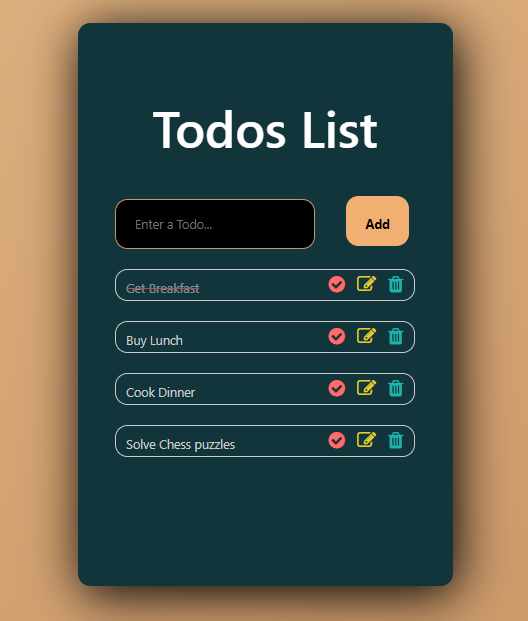 Todos List
Enter a Todo...
Add
Get Breakfast
Buy Lunch
Cook Dinner
Solve Chess puzzles